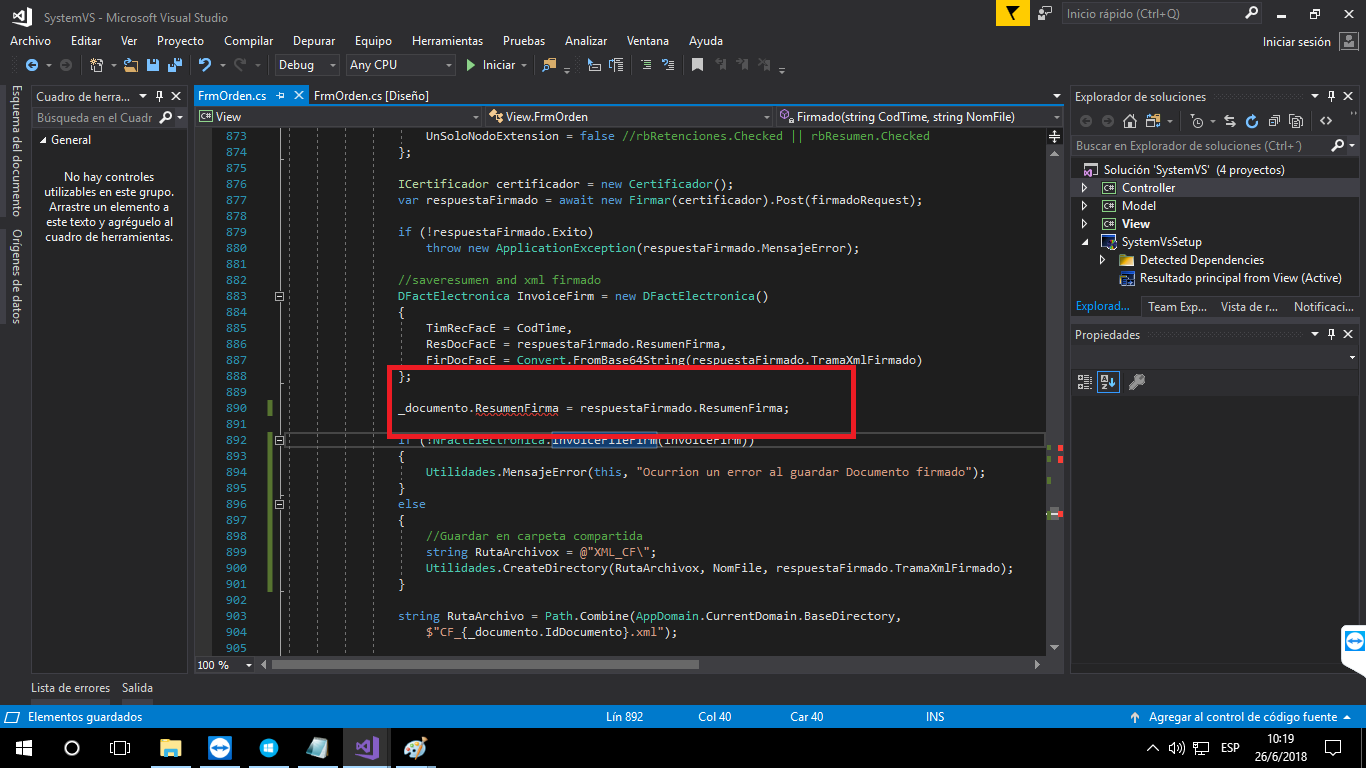 SystemVS - Microsoft Visual Studio
Inicio rápido (Ctrl+Q)
Archivo Editar Ver Proyecto Compilar Depurar Equipo Herramientas Pruebas Analizar Ventana Ayuda
Iniciar sesión
Debug Any CPU Iniciar
Esquema del documento
Orígenes de datos
Cuadro de herra...
Búsqueda en el Cuadr
General
No hay controles
utilizables en este grupo.
Arrastre un elemento a
este texto y agréguelo al
cuadro de herramientas.
FrmOrden.cs FrmOrden.cs [Diseño]
View View.FrmOrden Firmado(string CodTime, string NomFile)
873 UnSoloNodoExtension = false //rbRetenciones.Checked || rbResumen.Checked
874 };
875
876 ICertificador certificador = new Certificador();
877 var respuestaFirmado = await new Firmar(certificador).Post(firmadoRequest);
878
879 if (!respuestaFirmado.Exito)
880 throw new ApplicationException(respuestaFirmado.MensajeError);
881
882 //saveresumen and xml firmado
883 DFactElectronica InvoiceFirm = new DFactElectronica()
884 {
885 TimRecFacE = CodTime,
886 ResDocFacE = respuestaFirmado.ResumenFirma,
887 FirDocFacE = Convert.FromBase64String(respuestaFirmado.TramaXmlFirmado)
888 };
889
890 _documento.ResumenFirma = respuestaFirmado.ResumenFirma;
891
892 if (!NFactElectronica.InvoiceFileFirm(InvoiceFirm))
893 {
894 Utilidades.MensajeError(this, "Ocurrion un error al guardar Documento firmado");
895 }
896 else
897 {
898 //Guardar en carpeta compartida
899 string RutaArchivox = @"XML_CF\";
900 Utilidades.CreateDirectory(RutaArchivox, NomFile, respuestaFirmado.TramaXmlFirmado);
901 }
902
903 string RutaArchivo = Path.Combine(AppDomain.CurrentDomain.BaseDirectory,
904 $"CF_{_documento.IdDocumento}.xml");
905
100 %
Explorador de soluciones
Buscar en Explorador de soluciones (Ctrl+´)
Solución 'SystemVS' (4 proyectos)
C# Controller
C# Model
C# View
SystemVsSetup
Detected Dependencies
Resultado principal from View (Active)
Explorad... Team Exp... Vista de r... Notificaci...
Propiedades
Lista de errores Salida
Elementos guardados Lín 892 Col 40 Car 40 INS Agregar al control de código fuente
ESP
10:19
26/6/2018